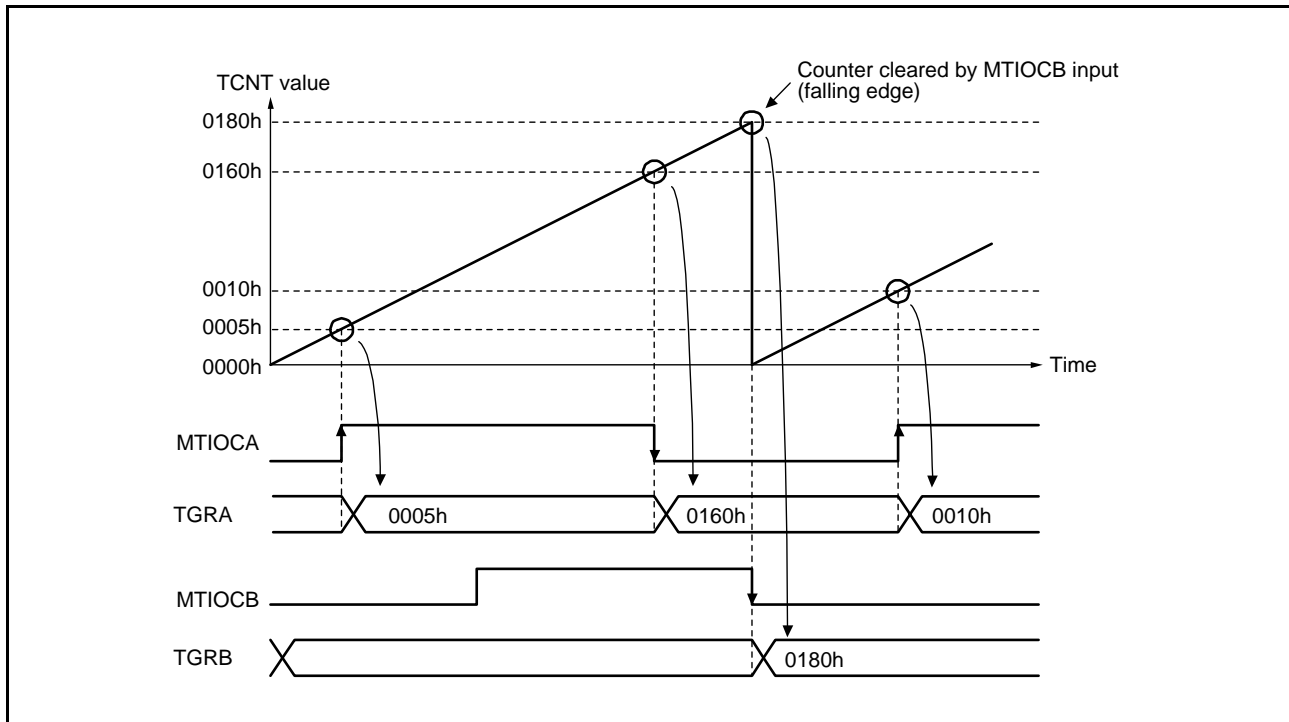 TCNT value
Counter cleared by MTIOCB input
(falling edge)
0180h
0160h
0010h
0005h
0000h
Time
MTIOCA
TGRA
0005h
0160h
0010h
MTIOCB
TGRB
0180h